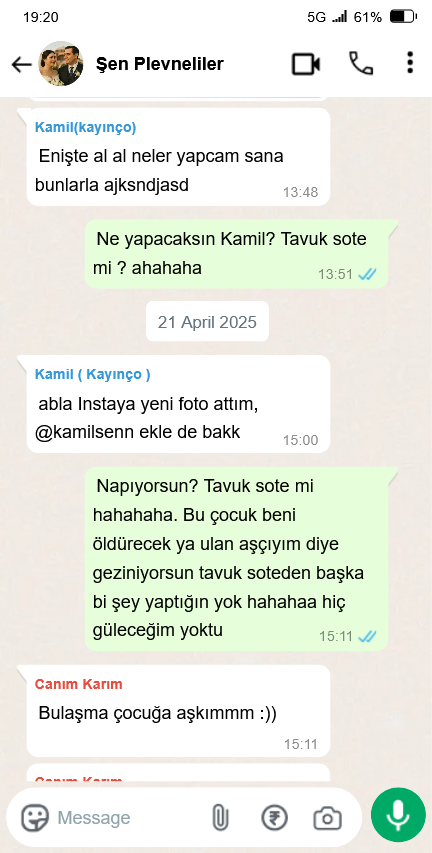 19:20 5G 61%
Şen Plevneliler
Kamil(kayınço)
Enişte al al neler yapcam sana
bunlarla ajksndjasd
13:48
Ne yapacaksın Kamil? Tavuk sote
mi ? ahahaha
13:51
21 April 2025
Kamil ( Kayınço )
abla Instaya yeni foto attım,
@kamilsenn ekle de bakk
15:00
Napıyorsun? Tavuk sote mi
hahahaha. Bu çocuk beni
öldürecek ya ulan aşçıyım diye
geziniyorsun tavuk soteden başka
bi şey yaptığın yok hahahaa hiç
güleceğim yoktu
15:11
Canım Karım
Bulaşma çocuğa aşkımmm :))
15:11
Canım Karım
Message